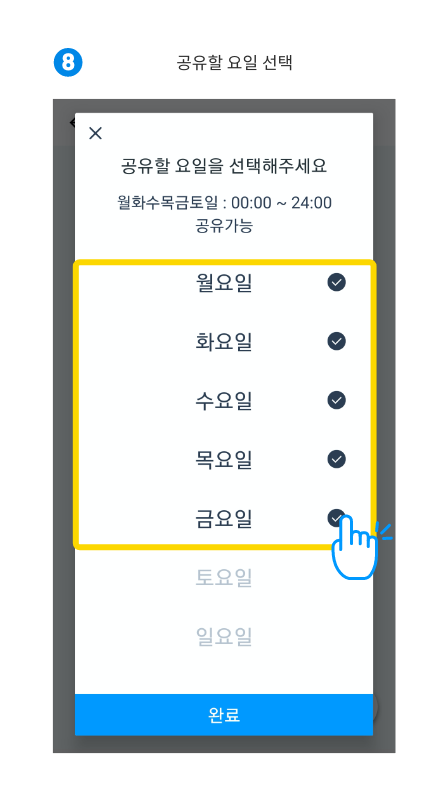 8
공유할 요일 선택
공유할 요일을 선택해주세요
월화수목금토일 : 00:00 ~ 24:00
공유가능
월요일
화요일
수요일
목요일
금요일
토요일
일요일
완료